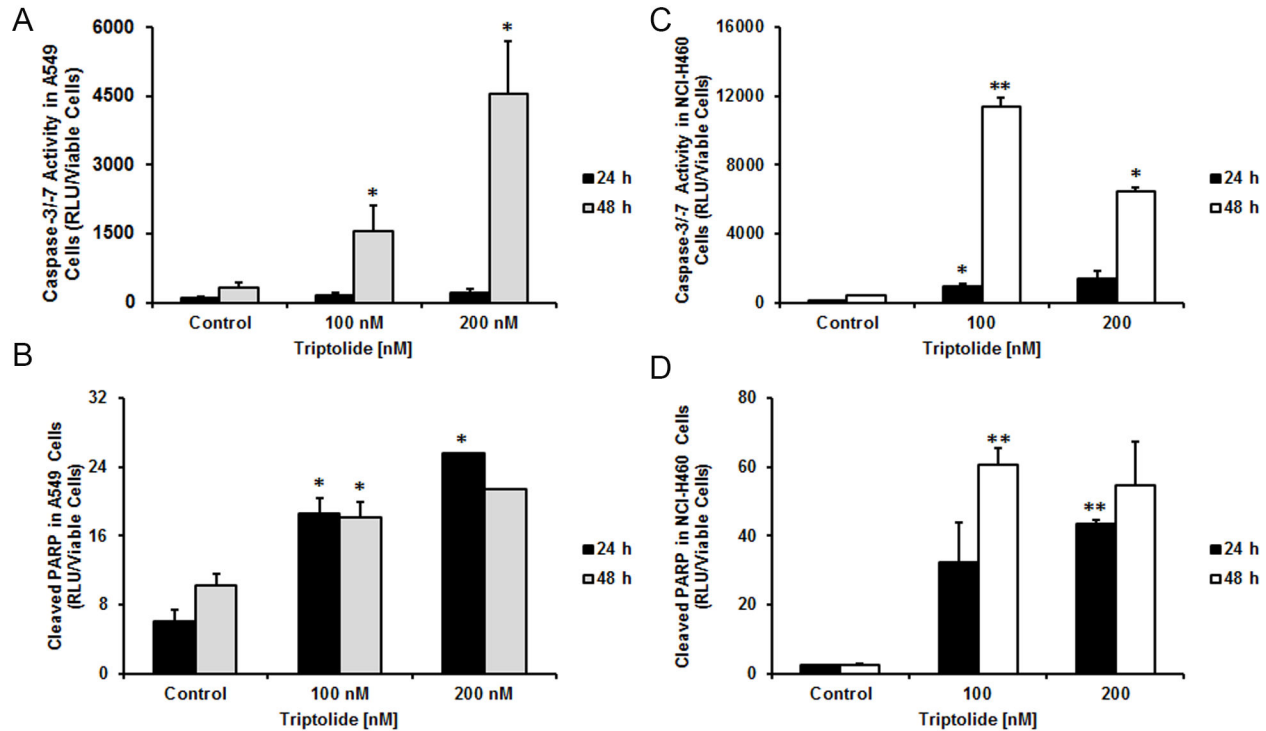 A
Caspase-3/-7 Activity in A549
Cells (RLU/Viable Cells)
6000
4500
3000
1500
0
*
*
Control
100 nM
200 nM
Triptolide [nM]
24 h
48 h
B
Cleaved PARP in A549 Cells
(RLU/Viable Cells)
32
24
16
8
0
*
*
*
Control
100 nM
200 nM
Triptolide [nM]
24 h
48 h
C
Caspase-3/-7 Activity in NCI-H460
Cells (RLU/Viable Cells)
16000
12000
8000
4000
0
*
**
*
Control
100
200
Triptolide [nM]
24 h
48 h
D
Cleaved PARP in NCI-H460 Cells
(RLU/Viable Cells)
80
60
40
20
0
**
**
Control
100
200
Triptolide [nM]
24 h
48 h